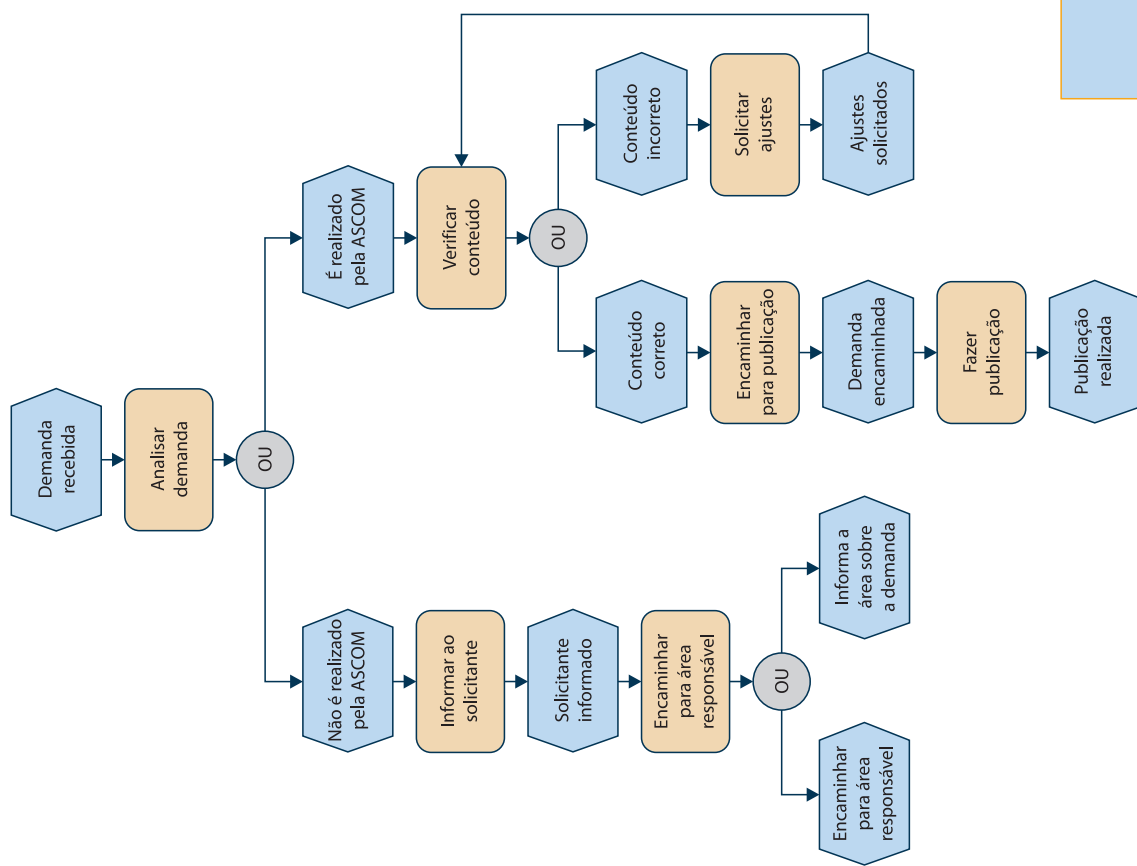 Demanda
recebida
Analisar
demanda
OU
Não é realizado
pela ASCOM
Informar ao
solicitante
Solicitante
informado
Encaminhar
para área
responsável
OU
Encaminhar
para área
responsável
Informa a
área sobre
a demanda
É realizado
pela ASCOM
Verificar
conteúdo
OU
Conteúdo
correto
Encaminhar
para publicação
Demanda
encaminhada
Fazer
publicação
Publicação
realizada
Conteúdo
incorreto
Solicitar
ajustes
Ajustes
solicitados